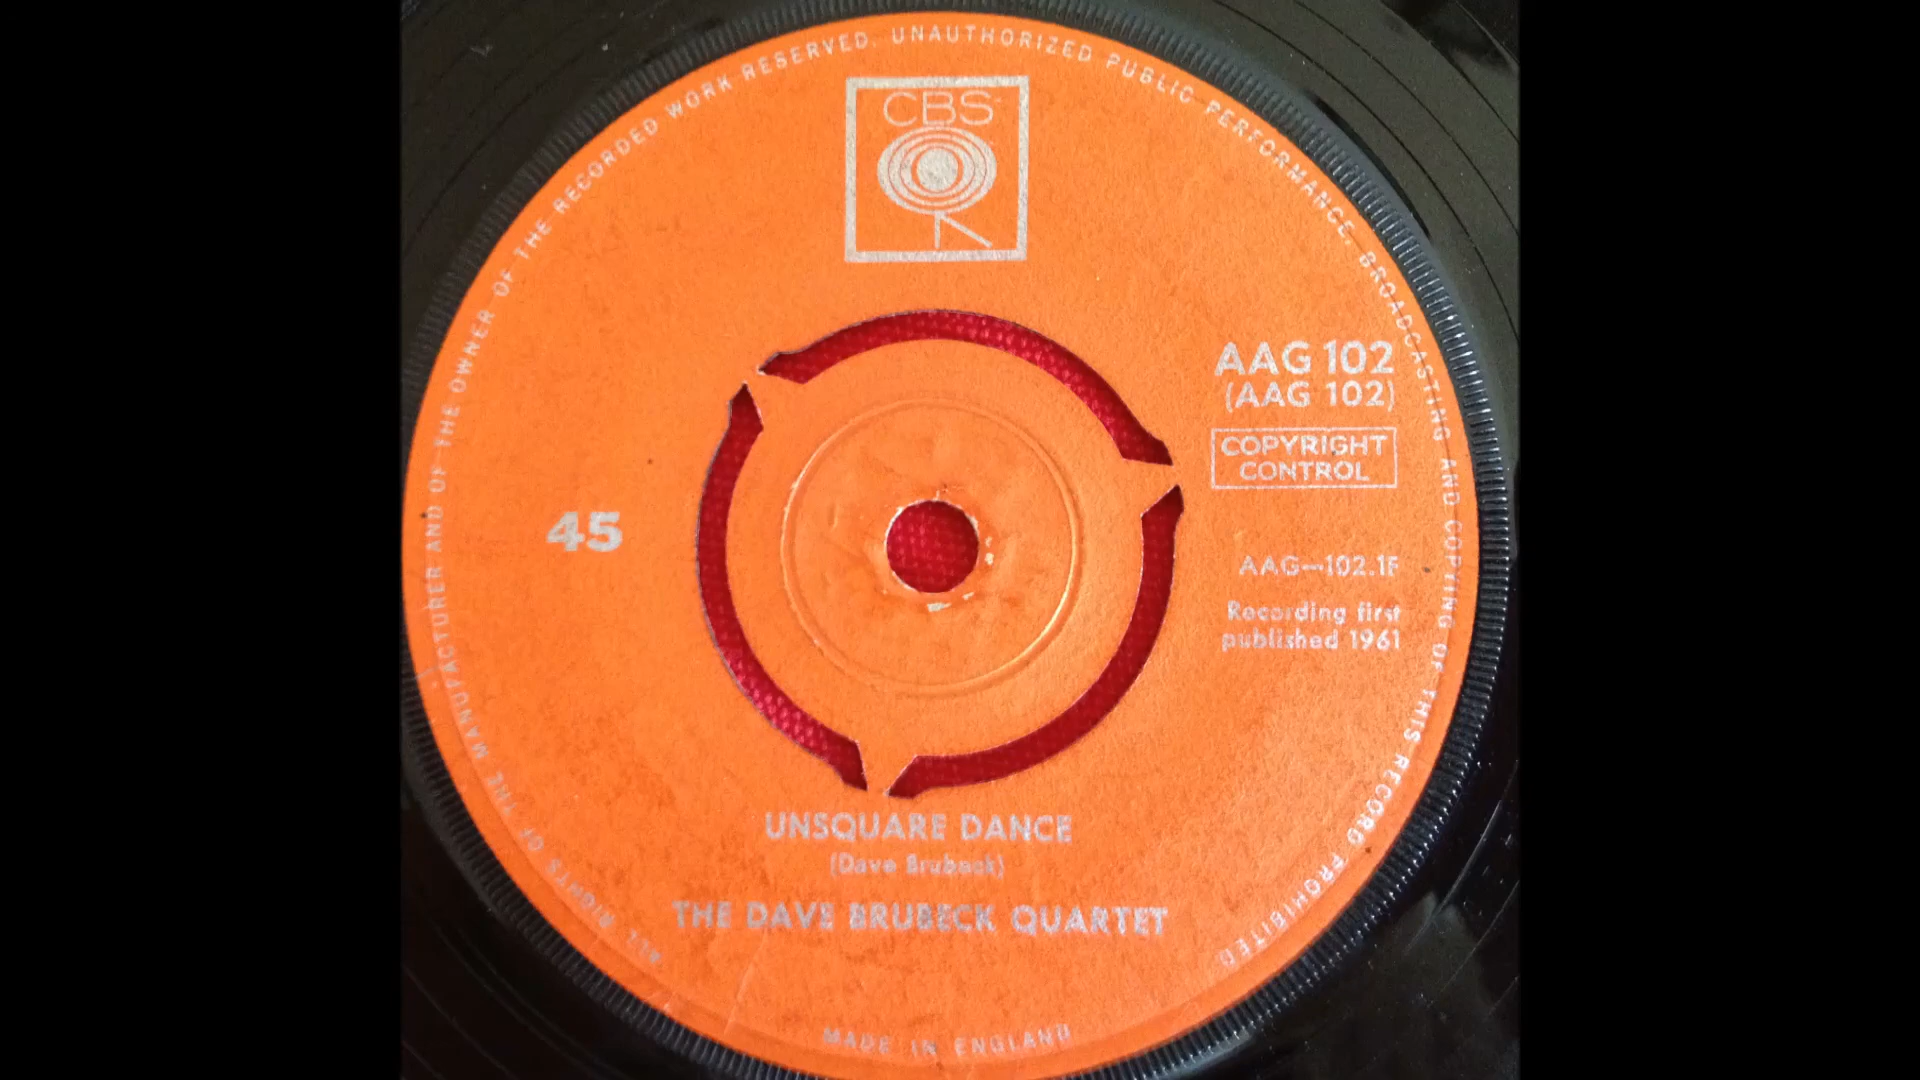 ALL RIGHTS OF THE MANUFACTURER AND OF THE OWNER OF THE RECORDED WORK RESERVED. UNAUTHORIZED PUBLIC PERFORMANCE, BROADCASTING AND COPYING OF THIS RECORD PROHIBITED
CBS
AAG 102
(AAG 102)
COPYRIGHT
CONTROL
45
AAG—102.1F
Recording first
published 1961
UNSQUARE DANCE
(Dave Brubeck)
THE DAVE BRUBECK QUARTET
MADE IN ENGLAND